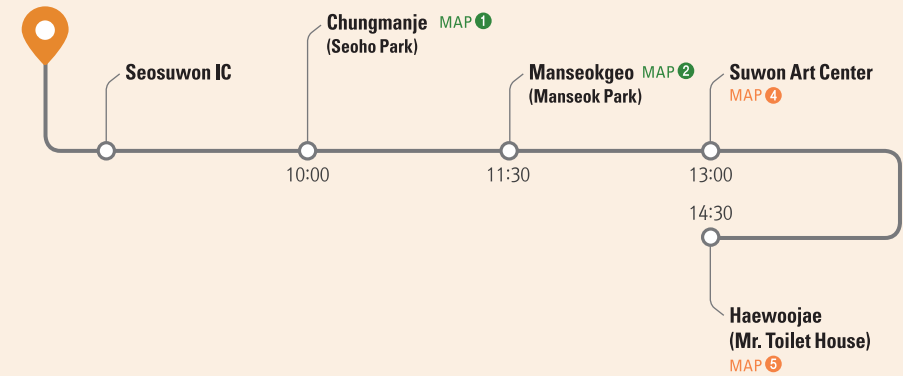 Seosuwon IC
Chungmanje MAP 1
(Seoho Park)
10:00
Manseokgeo MAP 2
(Manseok Park)
11:30
Suwon Art Center
MAP 4
13:00
14:30
Haewoojae
(Mr. Toilet House)
MAP 5